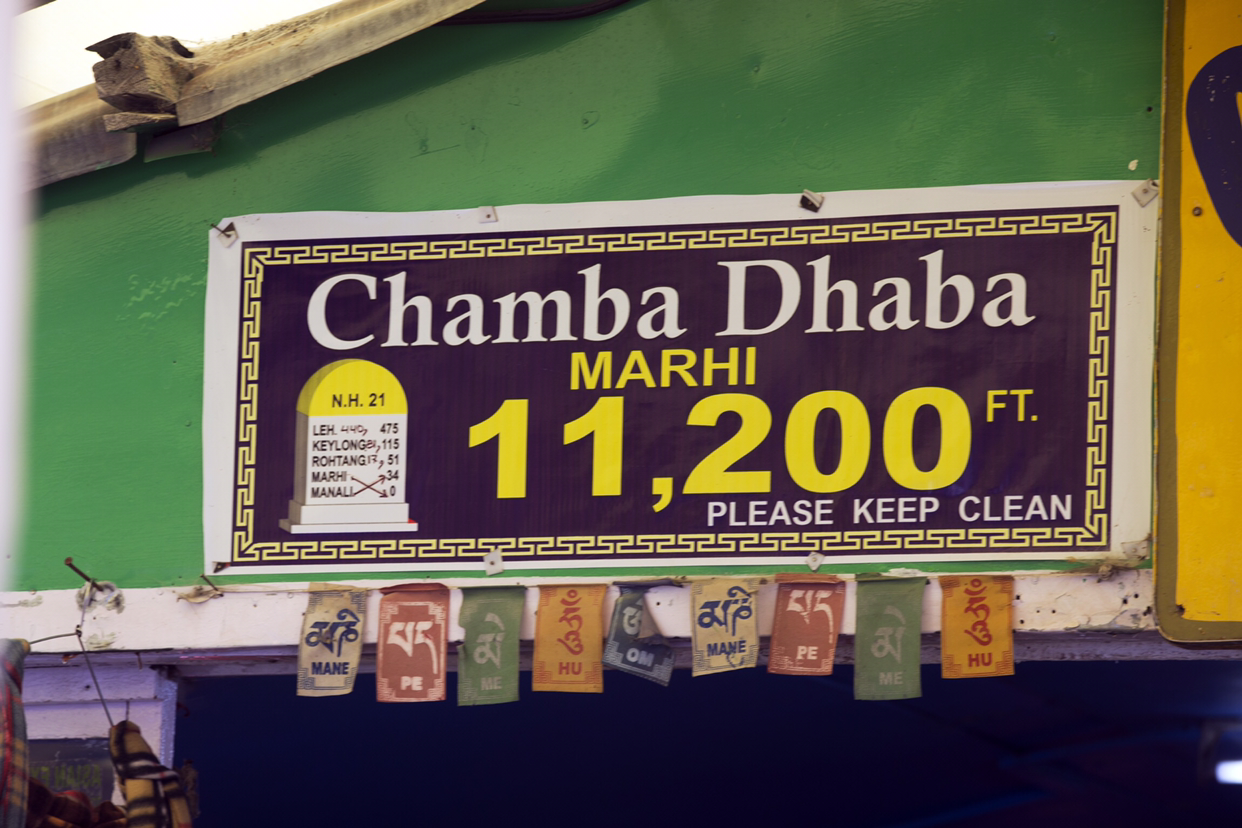 Chamba Dhaba
MARHI
11,200 FT.
PLEASE KEEP CLEAN
N.H. 21
LEH. 440, 475
KEYLONG 115
ROHTANG 51
MARHI 34
MANALI 0
MANE
PE
ME
HU
OM
MANE
PE
ME
HU